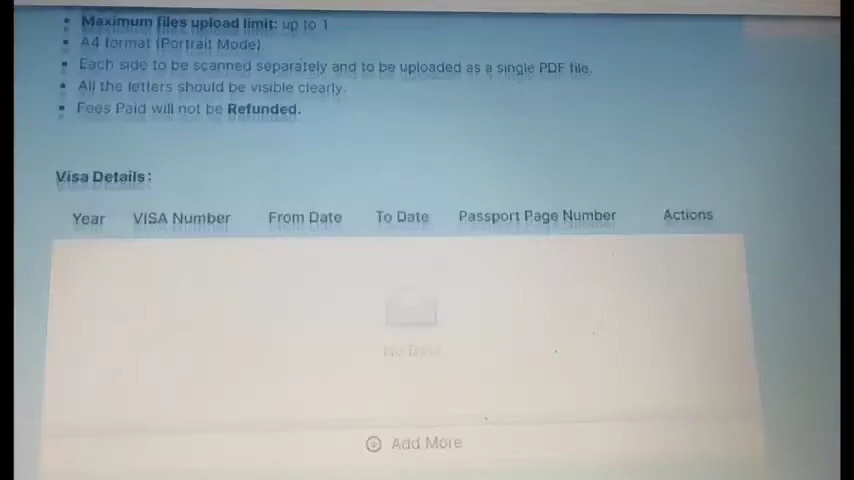 Maximum files upload limit: up to 1
A4 format (Portrait Mode).
Each side to be scanned separately and to be uploaded as a single PDF file.
All the letters should be visible clearly.
Fees Paid will not be Refunded.
Visa Details:
Year VISA Number From Date To Date Passport Page Number Actions
No Data
Add More